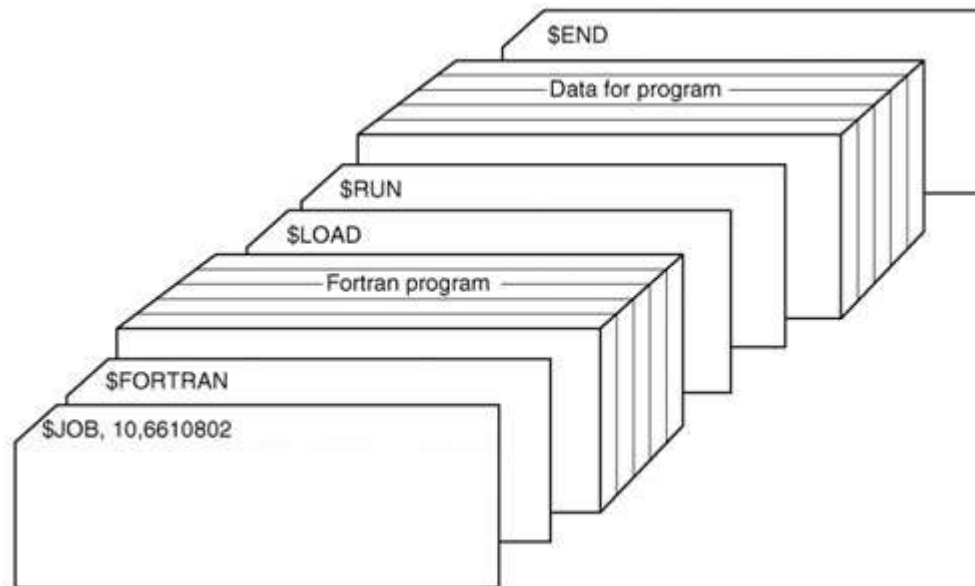 $END
Data for program
$RUN
$LOAD
Fortran program
$FORTRAN
$JOB, 10,6610802